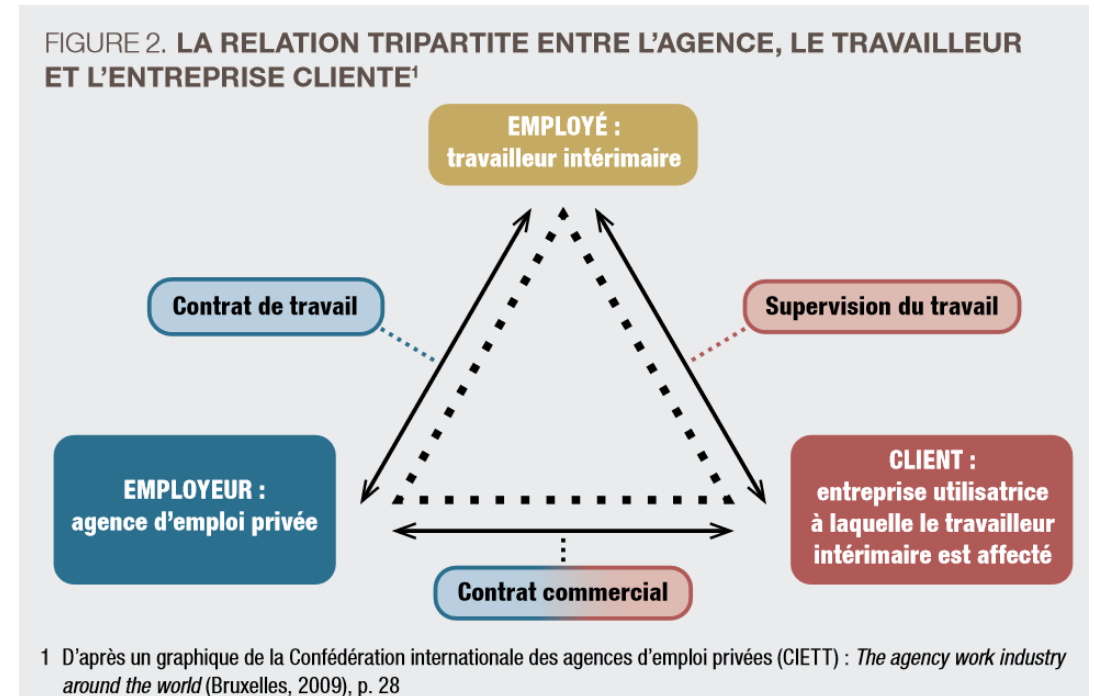 FIGURE 2. LA RELATION TRIPARTITE ENTRE L’AGENCE, LE TRAVAILLEUR
ET L’ENTREPRISE CLIENTE¹
EMPLOYÉ :
travailleur intérimaire
Contrat de travail
Supervision du travail
EMPLOYEUR :
agence d’emploi privée
CLIENT :
entreprise utilisatrice
à laquelle le travailleur
intérimaire est affecté
Contrat commercial
1 D’après un graphique de la Confédération internationale des agences d’emploi privées (CIETT) : The agency work industry
around the world (Bruxelles, 2009), p. 28